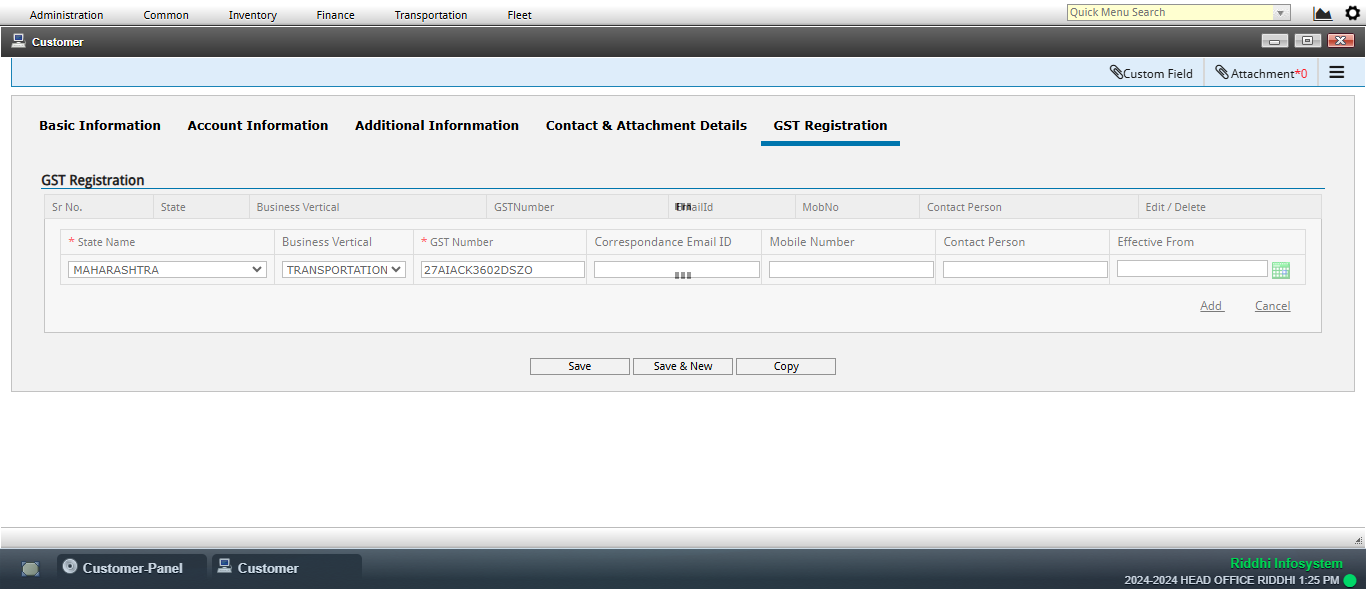 Administration Common Inventory Finance Transportation Fleet Quick Menu Search
Customer
Custom Field Attachment*0
Basic Information Account Information Additional Infornmation Contact & Attachment Details GST Registration
GST Registration
Sr No. State Business Vertical GSTNumber EmailId MobNo Contact Person Edit / Delete
* State Name Business Vertical * GST Number Correspondance Email ID Mobile Number Contact Person Effective From
MAHARASHTRA TRANSPORTATION 27AIACK3602DSZO
Add Cancel
Save Save & New Copy
Customer-Panel Customer
Riddhi Infosystem
2024-2024 HEAD OFFICE RIDDHI 1:25 PM